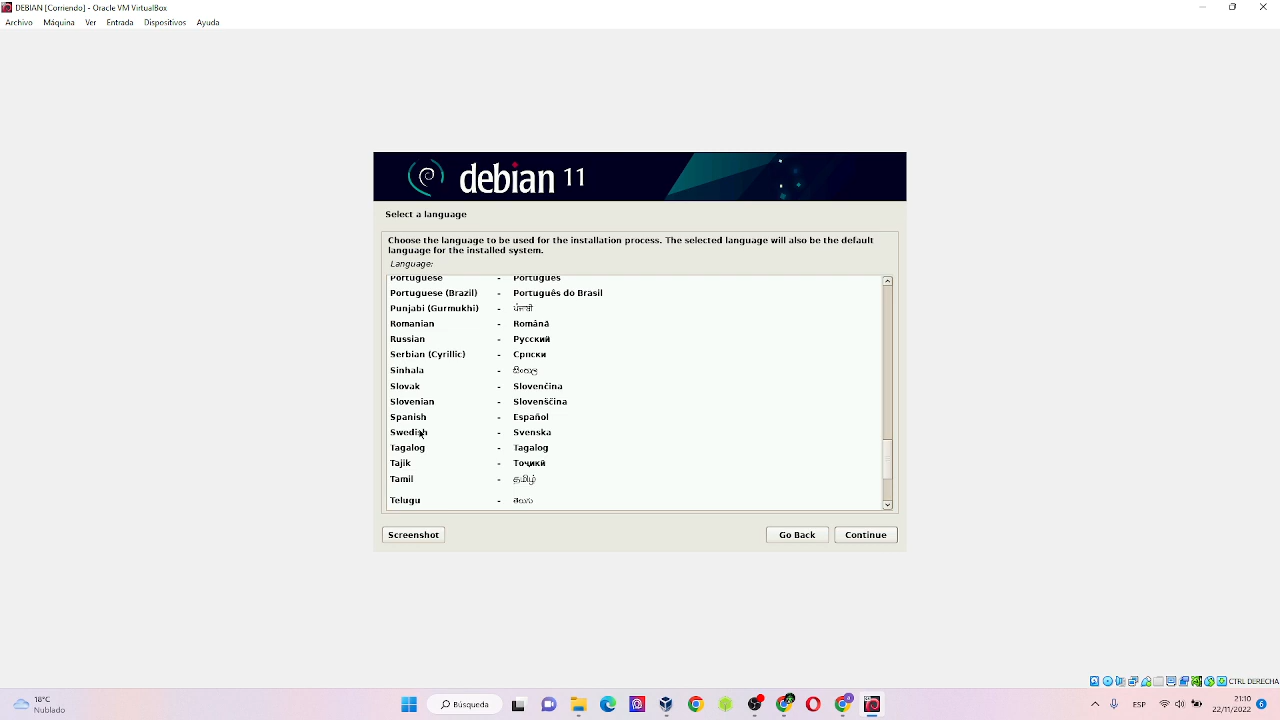 DEBIAN [Corriendo] - Oracle VM VirtualBox
Archivo Máquina Ver Entrada Dispositivos Ayuda
debian 11
Select a language
Choose the language to be used for the installation process. The selected language will also be the default
language for the installed system.
Language:
Portuguese - Português
Portuguese (Brazil) - Português do Brasil
Punjabi (Gurmukhi) - ਪੰਜਾਬੀ
Romanian - Română
Russian - Русский
Serbian (Cyrillic) - Српски
Sinhala - සිංහල
Slovak - Slovenčina
Slovenian - Slovenščina
Spanish - Español
Swedish - Svenska
Tagalog - Tagalog
Tajik - Тоҷикӣ
Tamil - தமிழ்
Telugu - తెలుగు
Screenshot Go Back Continue
CTRL DERECHA
18°C
Nublado
Búsqueda
ESP
21:10
22/11/2022
6